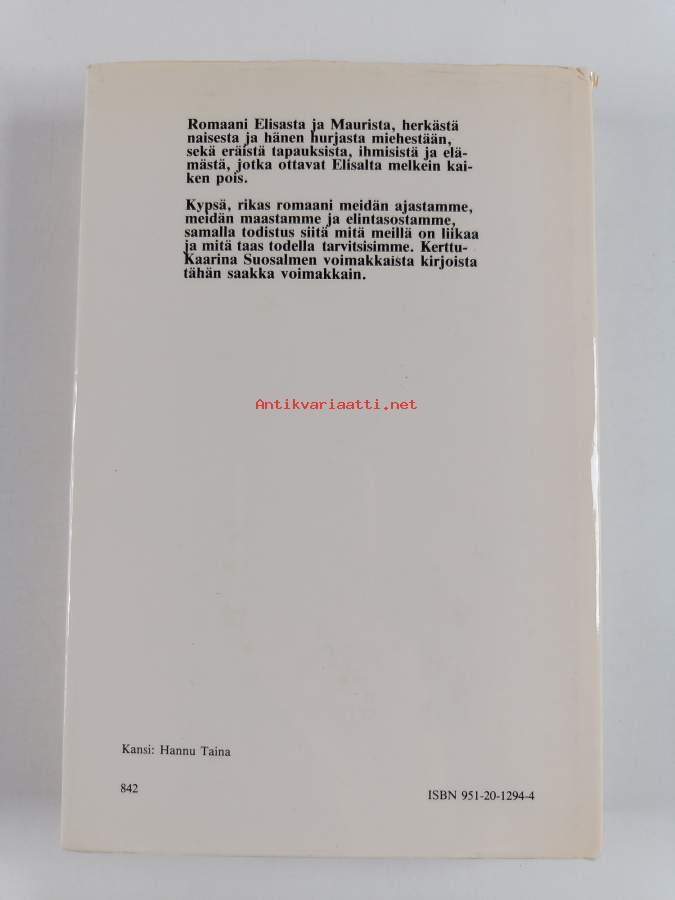 Romaani Elisasta ja Maurista, herkästä
naisesta ja hänen hurjasta miehestään,
sekä eräistä tapauksista, ihmisistä ja elä-
mästä, jotka ottavat Elisalta melkein kai-
ken pois.
Kypsä, rikas romaani meidän ajastamme,
meidän maastamme ja elintasostamme,
samalla todistus siitä mitä meillä on liikaa
ja mitä taas todella tarvitsisimme. Kerttu-
Kaarina Suosalmen voimakkaista kirjoista
tähän saakka voimakkain.
Antikvariaatti.net
Kansi: Hannu Taina
842
ISBN 951-20-1294-4